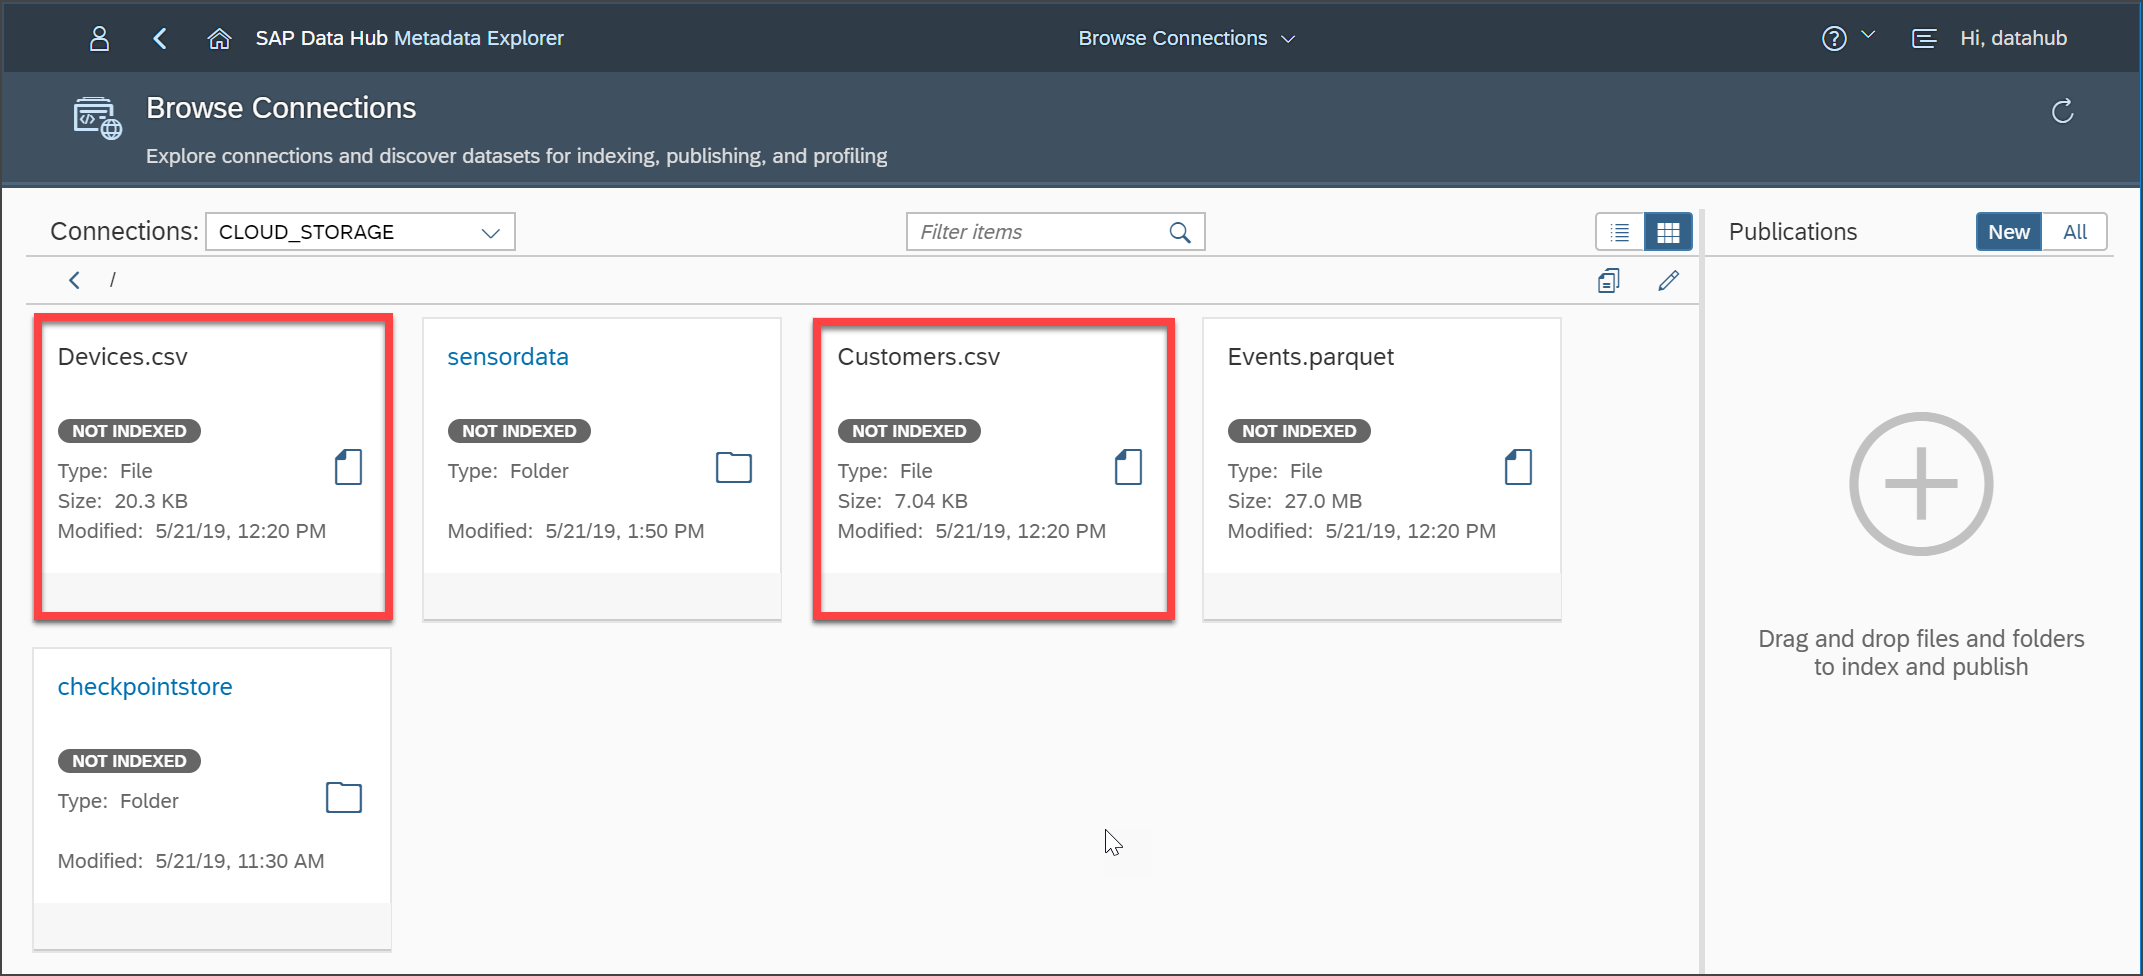 SAP Data Hub Metadata Explorer
Browse Connections
Hi, datahub
Browse Connections
Explore connections and discover datasets for indexing, publishing, and profiling
Connections: CLOUD_STORAGE
Filter items
/
Devices.csv
NOT INDEXED
Type: File
Size: 20.3 KB
Modified: 5/21/19, 12:20 PM
sensordata
NOT INDEXED
Type: Folder
Modified: 5/21/19, 1:50 PM
Customers.csv
NOT INDEXED
Type: File
Size: 7.04 KB
Modified: 5/21/19, 12:20 PM
Events.parquet
NOT INDEXED
Type: File
Size: 27.0 MB
Modified: 5/21/19, 12:20 PM
checkpointstore
NOT INDEXED
Type: Folder
Modified: 5/21/19, 11:30 AM
Publications
New
All
Drag and drop files and folders
to index and publish